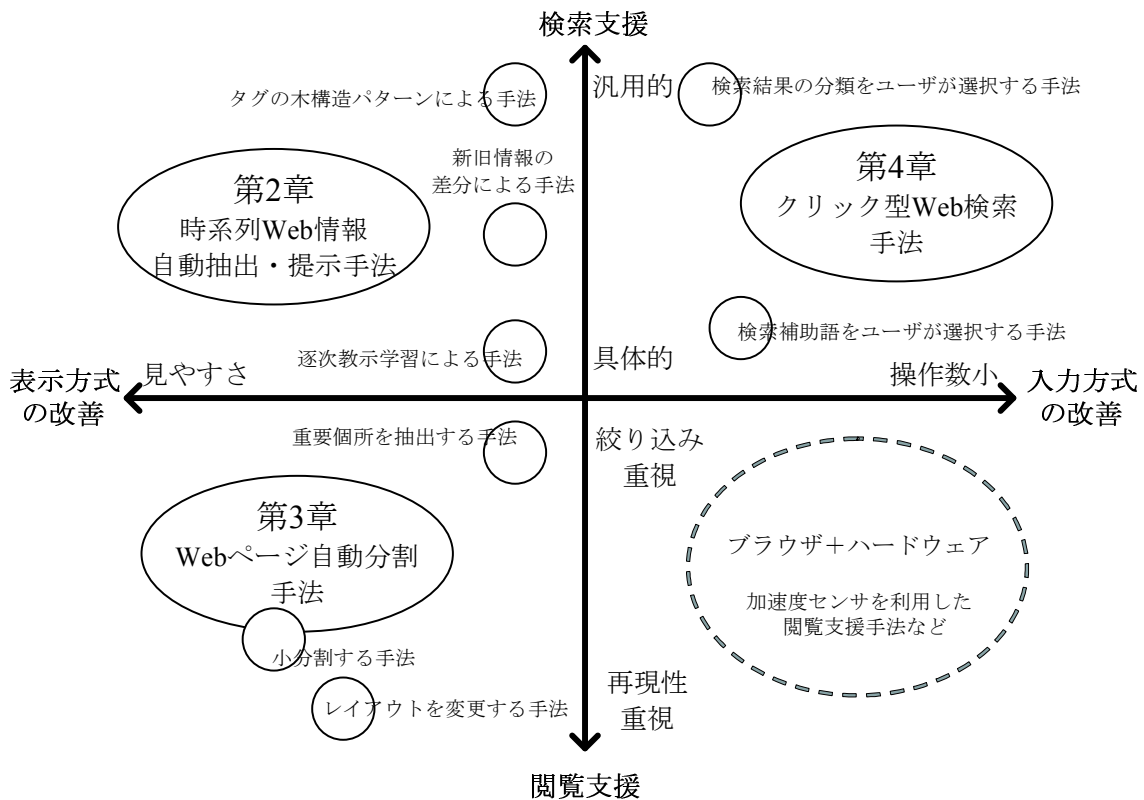 検索支援
汎用的
タグの木構造パターンによる手法
検索結果の分類をユーザが選択する手法
新旧情報の
差分による手法
第2章
時系列Web情報
自動抽出・提示手法
第4章
クリック型Web検索
手法
検索補助語をユーザが選択する手法
逐次教示学習による手法
具体的
見やすさ
操作数小
表示方式
の改善
入力方式
の改善
重要個所を抽出する手法
絞り込み
重視
第3章
Webページ自動分割
手法
ブラウザ＋ハードウェア
加速度センサを利用した
閲覧支援手法など
小分割する手法
レイアウトを変更する手法
再現性
重視
閲覧支援